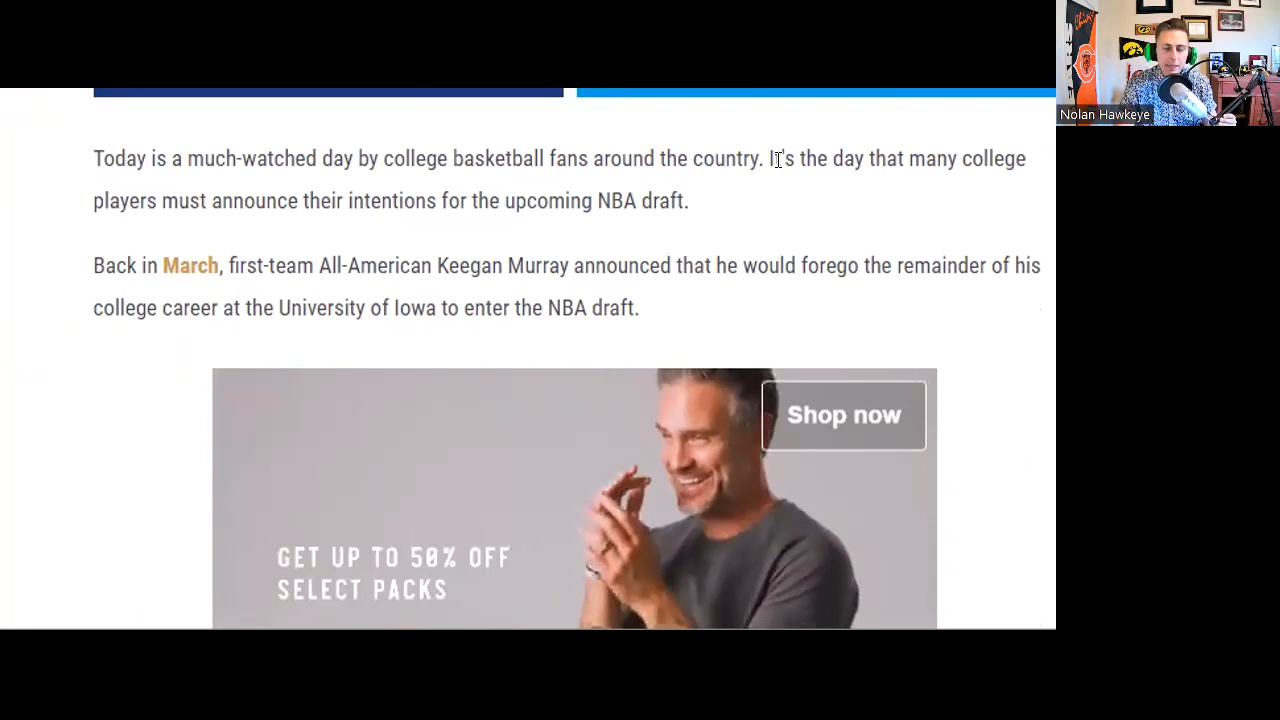 Nolan Hawkeye
Today is a much-watched day by college basketball fans around the country. It's the day that many college
players must announce their intentions for the upcoming NBA draft.
Back in March, first-team All-American Keegan Murray announced that he would forego the remainder of his
college career at the University of Iowa to enter the NBA draft.
Shop now
GET UP TO 50% OFF
SELECT PACKS